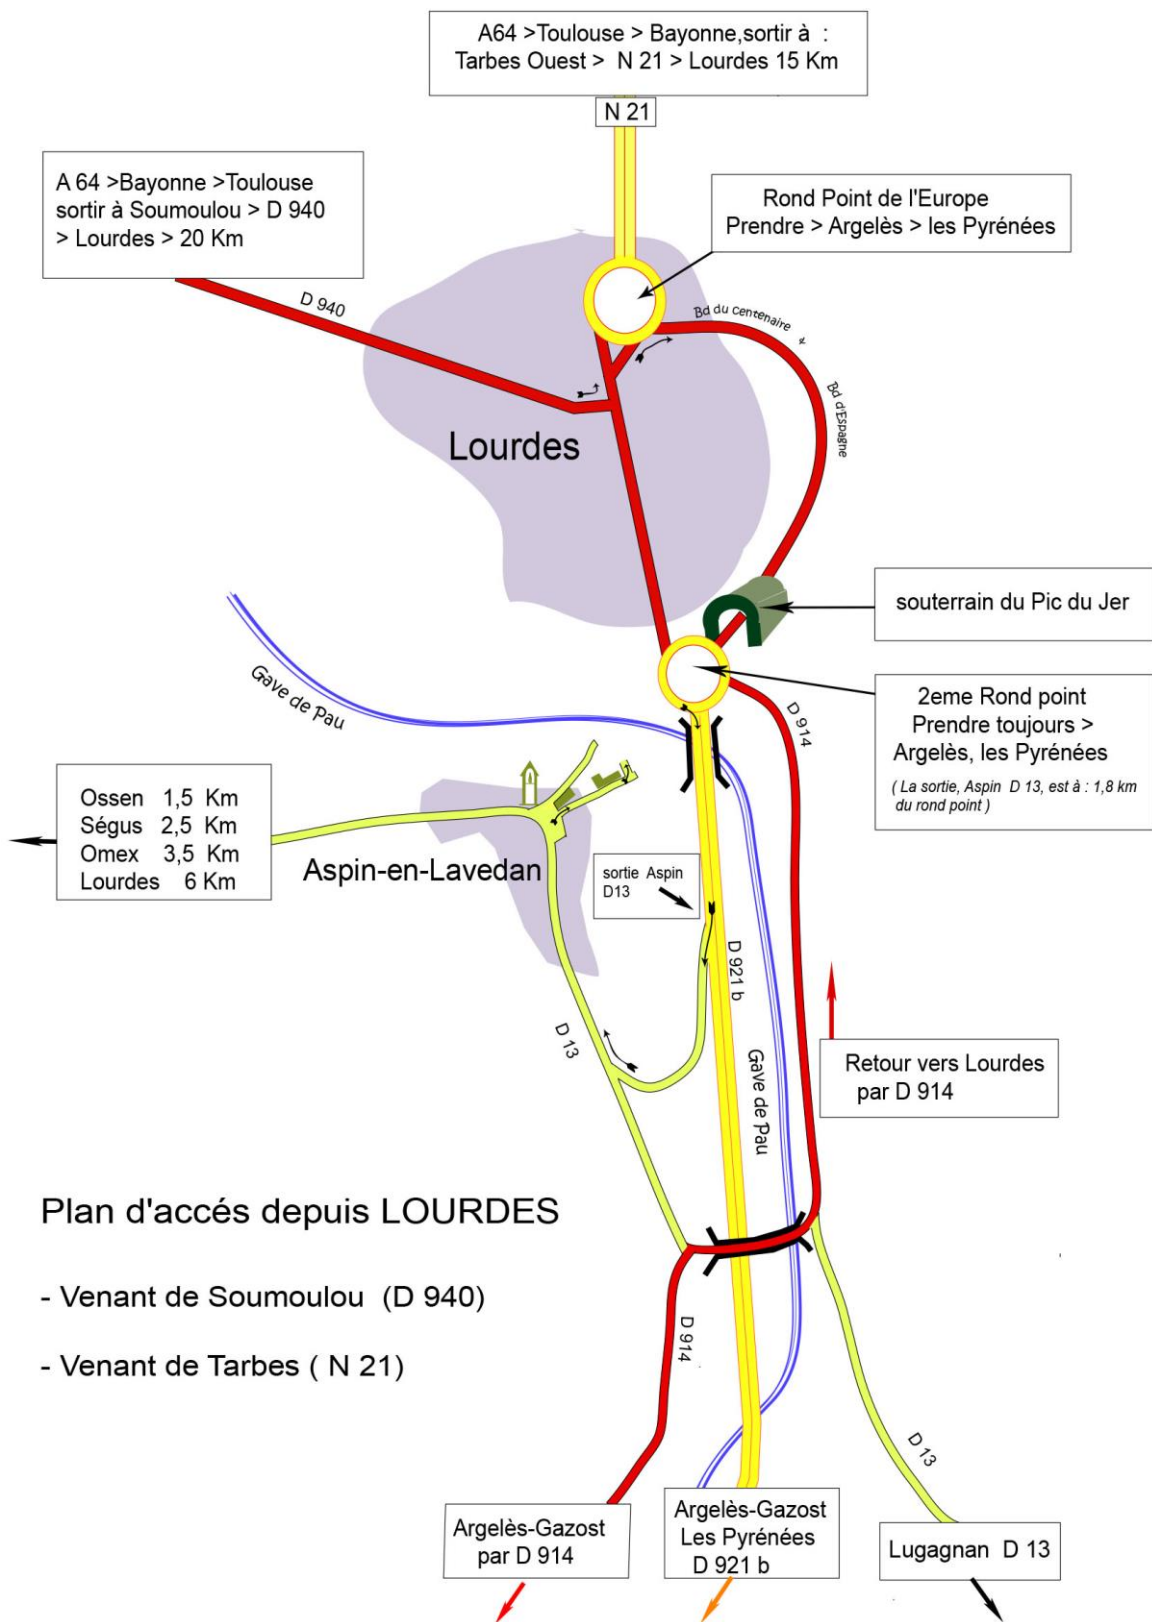 A64 >Toulouse > Bayonne,sortir à :
Tarbes Ouest > N 21 > Lourdes 15 Km
N 21
A 64 >Bayonne >Toulouse
sortir à Soumoulou > D 940
> Lourdes > 20 Km
Rond Point de l'Europe
Prendre > Argelès > les Pyrénées
D 940
Bd du centenaire
Bd d'Espagne
Lourdes
souterrain du Pic du Jer
Gave de Pau
2eme Rond point
Prendre toujours >
Argelès, les Pyrénées
( La sortie, Aspin D 13, est à : 1,8 km
du rond point )
D 914
Ossen 1,5 Km
Ségus 2,5 Km
Omex 3,5 Km
Lourdes 6 Km
Aspin-en-Lavedan
sortie Aspin
D13
D 921 b
D 13
Gave de Pau
Retour vers Lourdes
par D 914
Plan d'accés depuis LOURDES
- Venant de Soumoulou (D 940)
- Venant de Tarbes ( N 21)
D 914
D 13
Argelès-Gazost
par D 914
Argelès-Gazost
Les Pyrénées
D 921 b
Lugagnan D 13